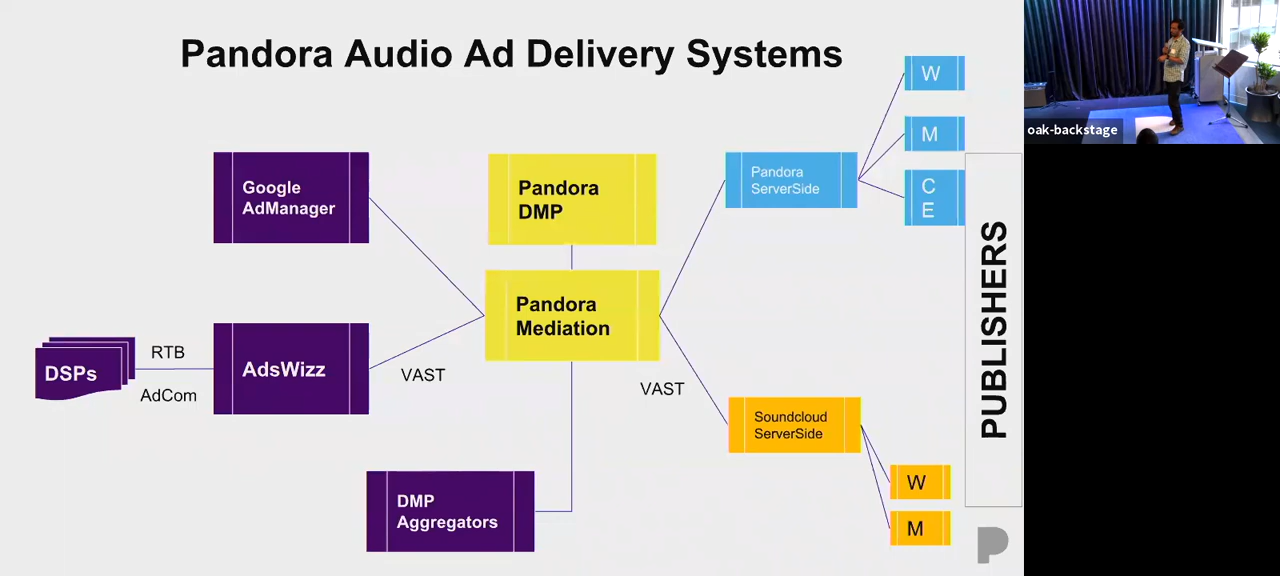 Pandora Audio Ad Delivery Systems
W
M
C
E
Pandora
ServerSide
Google
AdManager
Pandora
DMP
Pandora
Mediation
DSPs
RTB
AdCom
AdsWizz
VAST
VAST
Soundcloud
ServerSide
W
M
DMP
Aggregators
PUBLISHERS
oak-backstage